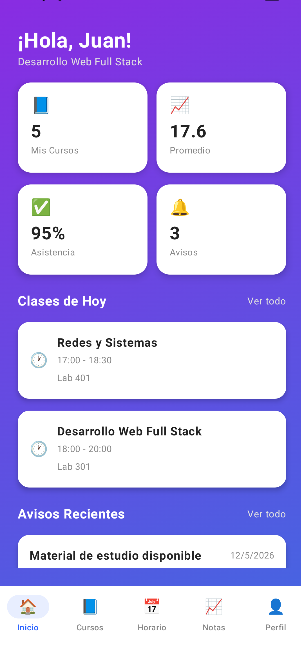 ¡Hola, Juan!
Desarrollo Web Full Stack
5
Mis Cursos
17.6
Promedio
95%
Asistencia
3
Avisos
Clases de Hoy
Ver todo
Redes y Sistemas
17:00 - 18:30
Lab 401
Desarrollo Web Full Stack
18:00 - 20:00
Lab 301
Avisos Recientes
Ver todo
Material de estudio disponible
12/5/2026
Inicio
Cursos
Horario
Notas
Perfil